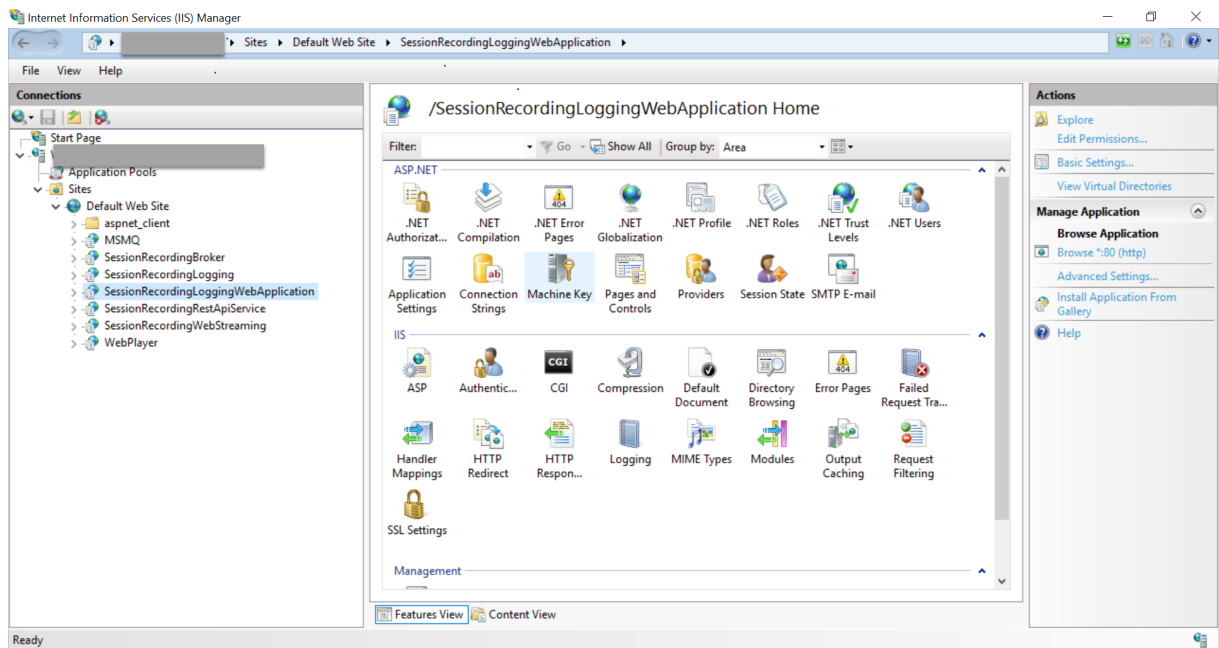 Internet Information Services (IIS) Manager
Sites Default Web Site SessionRecordingLoggingWebApplication
File View Help
Connections
Start Page
Application Pools
Sites
Default Web Site
aspnet_client
MSMQ
SessionRecordingBroker
SessionRecordingLogging
SessionRecordingLoggingWebApplication
SessionRecordingRestApiService
SessionRecordingWebStreaming
WebPlayer
/SessionRecordingLoggingWebApplication Home
Filter: Go Show All Group by: Area
ASP.NET
404
.NET .NET .NET Error .NET .NET Profile .NET Roles .NET Trust .NET Users
Authorizat... Compilation Pages Globalization Levels
ab
Application Connection Machine Key Pages and Providers Session State SMTP E-mail
Settings Strings Controls
IIS
CGI 404
ASP Authentic... CGI Compression Default Directory Error Pages Failed
Document Browsing Request Tra...
Handler HTTP HTTP Logging MIME Types Modules Output Request
Mappings Redirect Respon... Caching Filtering
SSL Settings
Management
Features View Content View
Actions
Explore
Edit Permissions...
Basic Settings...
View Virtual Directories
Manage Application
Browse Application
Browse *:80 (http)
Advanced Settings...
Install Application From
Gallery
Help
Ready